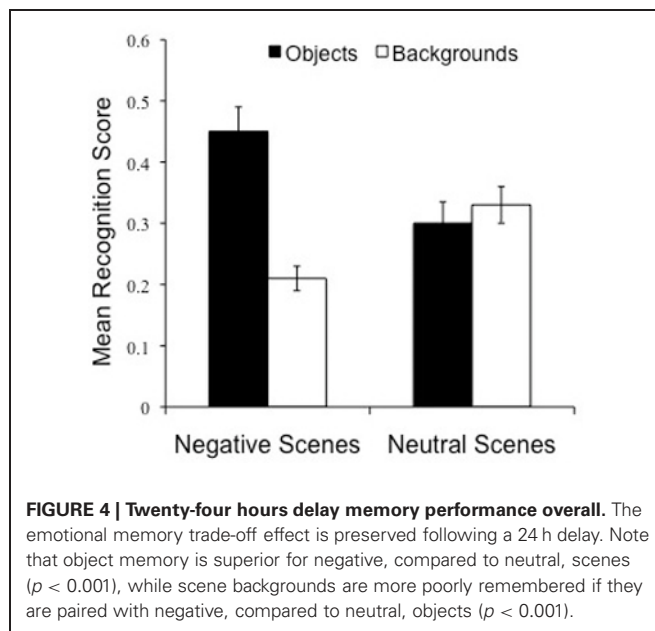 0.6
Objects Backgrounds
0.5
0.4
0.3
0.2
0.1
0
Mean Recognition Score
Negative Scenes Neutral Scenes
FIGURE 4 | Twenty-four hours delay memory performance overall. The
emotional memory trade-off effect is preserved following a 24 h delay. Note
that object memory is superior for negative, compared to neutral, scenes
(p < 0.001), while scene backgrounds are more poorly remembered if they
are paired with negative, compared to neutral, objects (p < 0.001).